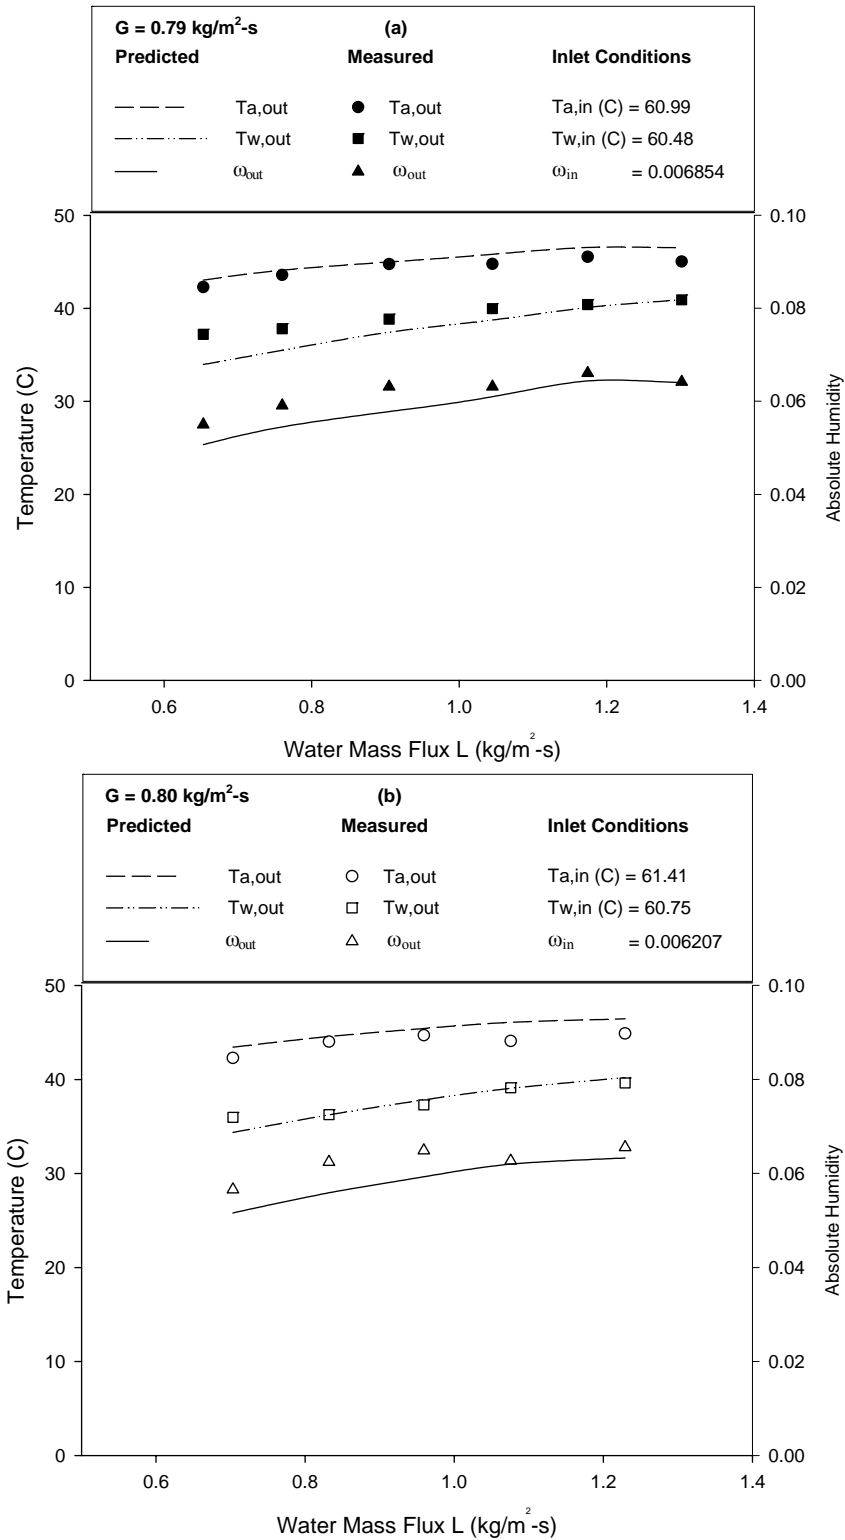 G = 0.79 kg/m²-s (a)
Predicted Measured Inlet Conditions
Ta,out Ta,out Ta,in (C) = 60.99
Tw,out Tw,out Tw,in (C) = 60.48
ωout ωout ωin = 0.006854
50 0.10
40 0.08
30 0.06
20 0.04
10 0.02
0 0.00
Temperature (C)
Absolute Humidity
0.6 0.8 1.0 1.2 1.4
Water Mass Flux L (kg/m²-s)
G = 0.80 kg/m²-s (b)
Predicted Measured Inlet Conditions
Ta,out Ta,out Ta,in (C) = 61.41
Tw,out Tw,out Tw,in (C) = 60.75
ωout ωout ωin = 0.006207
50 0.10
40 0.08
30 0.06
20 0.04
10 0.02
0 0.00
Temperature (C)
Absolute Humidity
0.6 0.8 1.0 1.2 1.4
Water Mass Flux L (kg/m²-s)